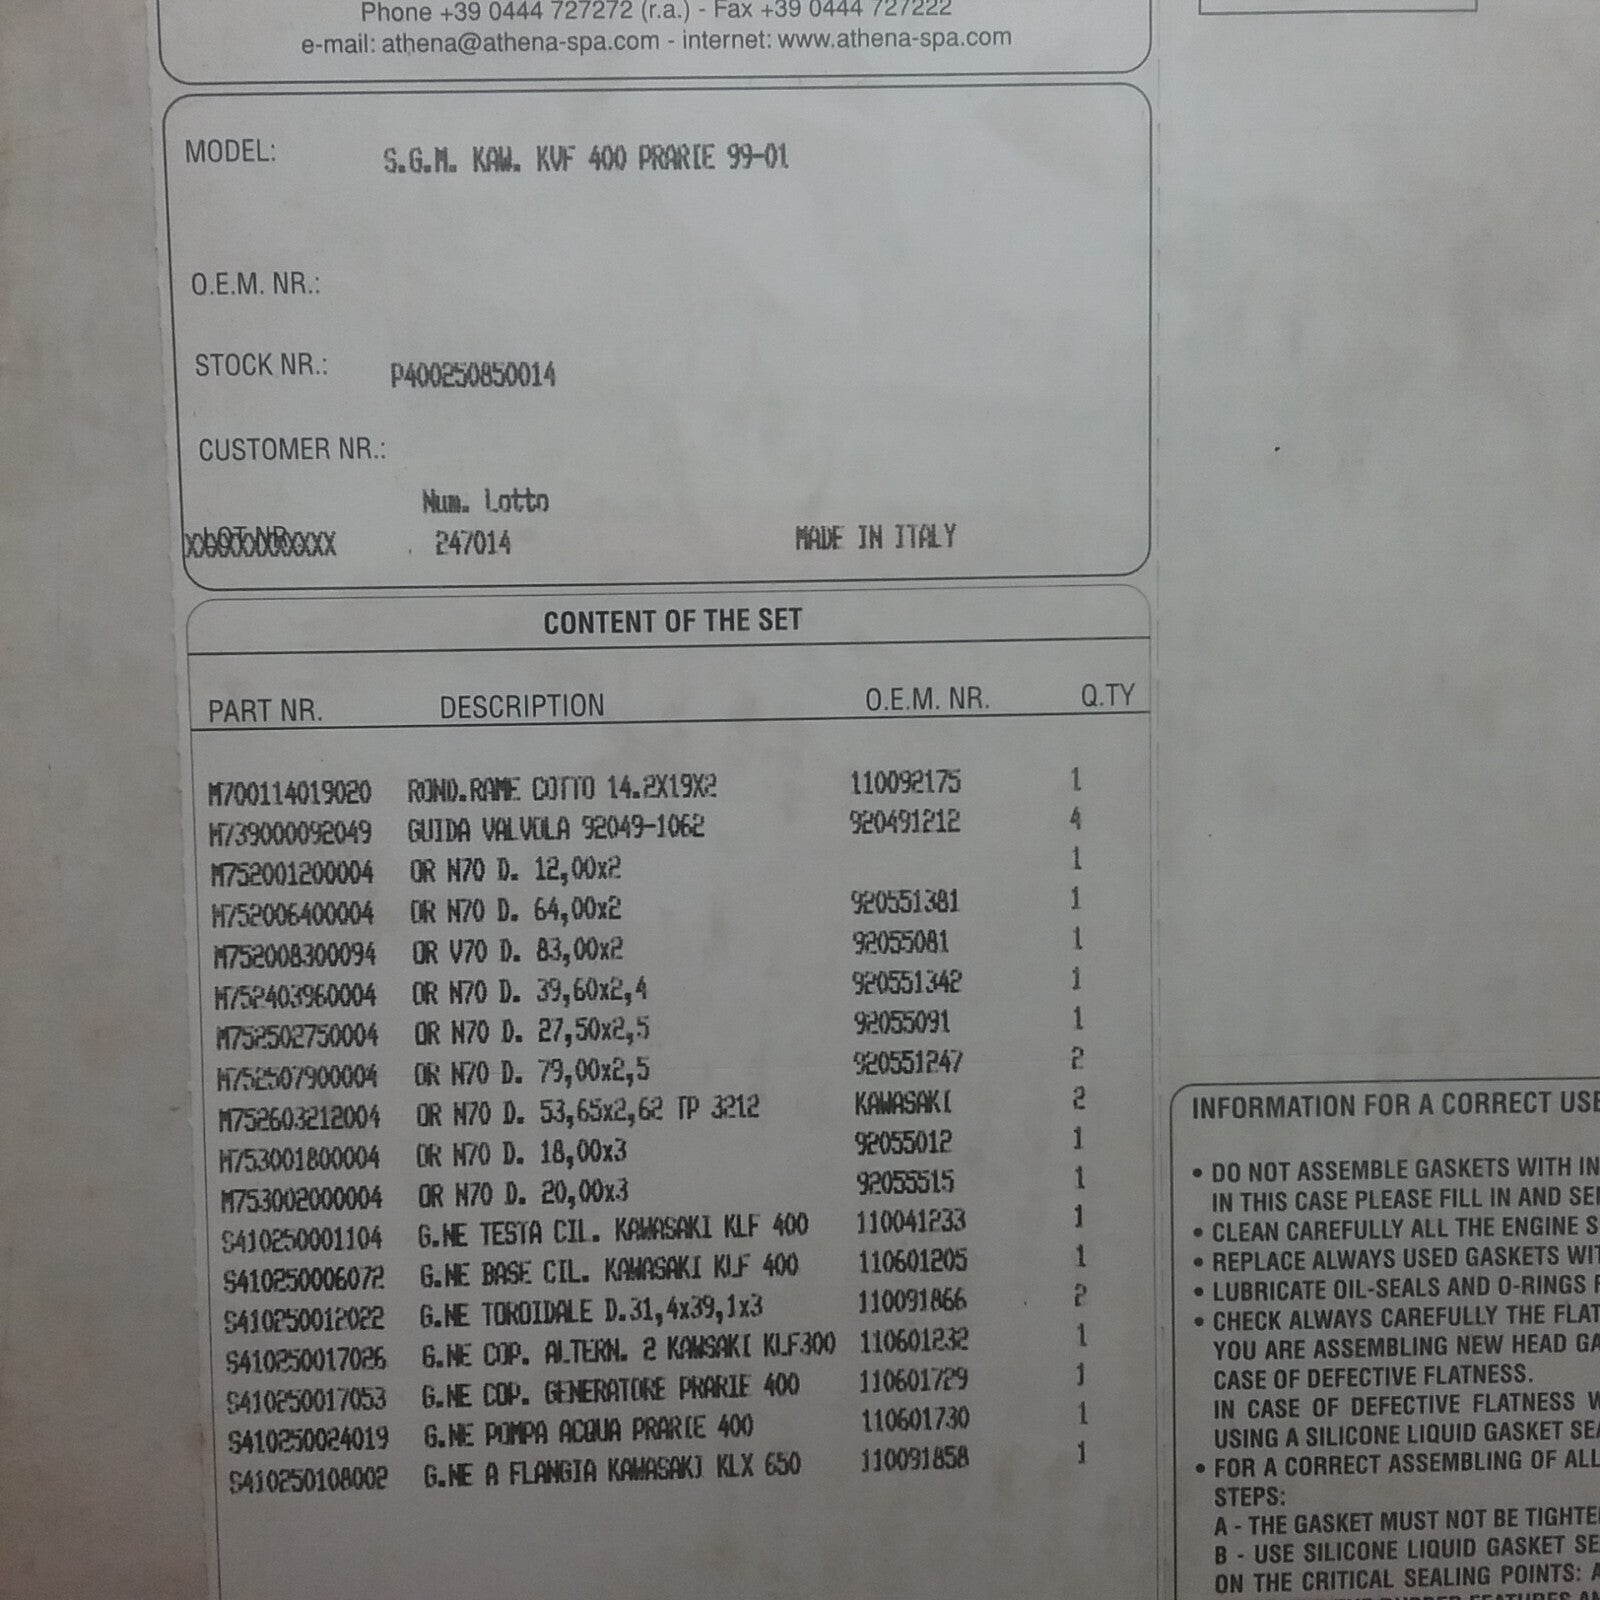 Phone +39 0444 727272 (r.a.) - Fax +39 0444 727222
e-mail: athena@athena-spa.com - internet: www.athena-spa.com
MODEL: S.G.M. KAW. KVF 400 PRARIE 99-01
O.E.M. NR.:
STOCK NR.: P400250850014
CUSTOMER NR.:
Num. Lotto
247014 MADE IN ITALY
CONTENT OF THE SET
PART NR. DESCRIPTION O.E.M. NR. Q.TY
M700114019020 ROND.RAME COTTO 14.2X19X2 110092175 1
M739000092049 GUIDA VALVOLA 92049-1062 920491212 4
M752001200004 OR N70 D. 12,00x2 1
M752006400004 OR N70 D. 64,00x2 920551381 1
M752008300094 OR V70 D. 83,00x2 92055081 1
M752403960004 OR N70 D. 39,60x2,4 920551342 1
M752502750004 OR N70 D. 27,50x2,5 92055091 1
M752507900004 OR N70 D. 79,00x2,5 920551247 2
M752603212004 OR N70 D. 53,65x2,62 TP 3212 KAWASAKI 2
M753001800004 OR N70 D. 18,00x3 92055012 1
M753002000004 OR N70 D. 20,00x3 92055515 1
S410250001104 G.NE TESTA CIL. KAWASAKI KLF 400 110041233 1
S410250006072 G.NE BASE CIL. KAWASAKI KLF 400 110601205 1
S410250012022 G.NE TOROIDALE D.31,4x39,1x3 110091866 2
S410250017026 G.NE COP. ALTERN. 2 KAWSAKI KLF300 110601232 1
S410250017053 G.NE COP. GENERATORE PRARIE 400 110601729 1
S410250024019 G.NE POMPA ACQUA PRARIE 400 110601730 1
S410250108002 G.NE A FLANGIA KAWASAKI KLX 650 110091858 1
INFORMATION FOR A CORRECT USE
• DO NOT ASSEMBLE GASKETS WITH
IN THIS CASE PLEASE FILL IN AND
• CLEAN CAREFULLY ALL THE ENGINE
• REPLACE ALWAYS USED GASKETS
• LUBRICATE OIL-SEALS AND O-RINGS
• CHECK ALWAYS CAREFULLY THE
YOU ARE ASSEMBLING NEW HEAD
CASE OF DEFECTIVE FLATNESS.
IN CASE OF DEFECTIVE FLATNESS
USING A SILICONE LIQUID GASKET
• FOR A CORRECT ASSEMBLING OF ALL
STEPS:
A - THE GASKET MUST NOT BE
B - USE SILICONE LIQUID GASKET
ON THE CRITICAL SEALING POINTS: